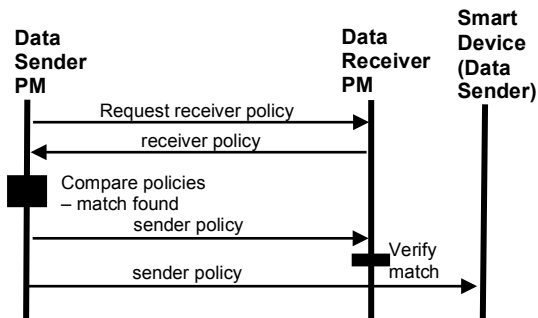 Data
Sender
PM
Data
Receiver
PM
Smart
Device
(Data
Sender)
Request receiver policy
receiver policy
Compare policies
– match found
sender policy
Verify
match
sender policy